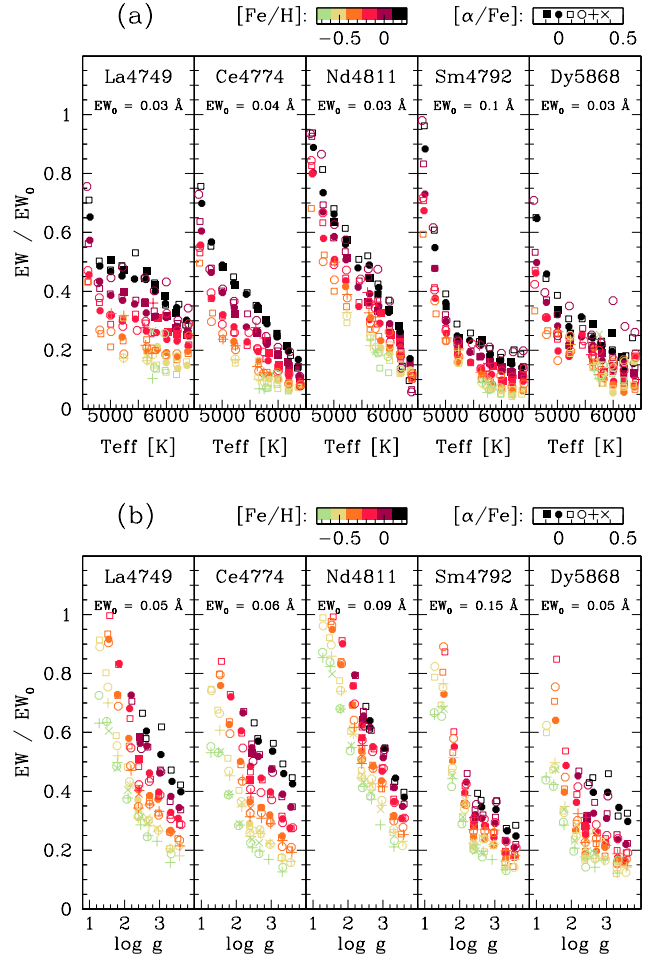 (a) [Fe/H]: [α/Fe]:
−0.5 0 0 0.5
La4749 Ce4774 Nd4811 Sm4792 Dy5868
EW0 = 0.03 Å EW0 = 0.04 Å EW0 = 0.03 Å EW0 = 0.1 Å EW0 = 0.03 Å
1
0.8
0.6
0.4
0.2
0
EW / EW0
5000 6000 5000 6000 5000 6000 5000 6000 5000 6000
Teff [K] Teff [K] Teff [K] Teff [K] Teff [K]
(b) [Fe/H]: [α/Fe]:
−0.5 0 0 0.5
La4749 Ce4774 Nd4811 Sm4792 Dy5868
EW0 = 0.05 Å EW0 = 0.06 Å EW0 = 0.09 Å EW0 = 0.15 Å EW0 = 0.05 Å
1
0.8
0.6
0.4
0.2
0
EW / EW0
1 2 3 1 2 3 1 2 3 1 2 3 1 2 3
log g log g log g log g log g